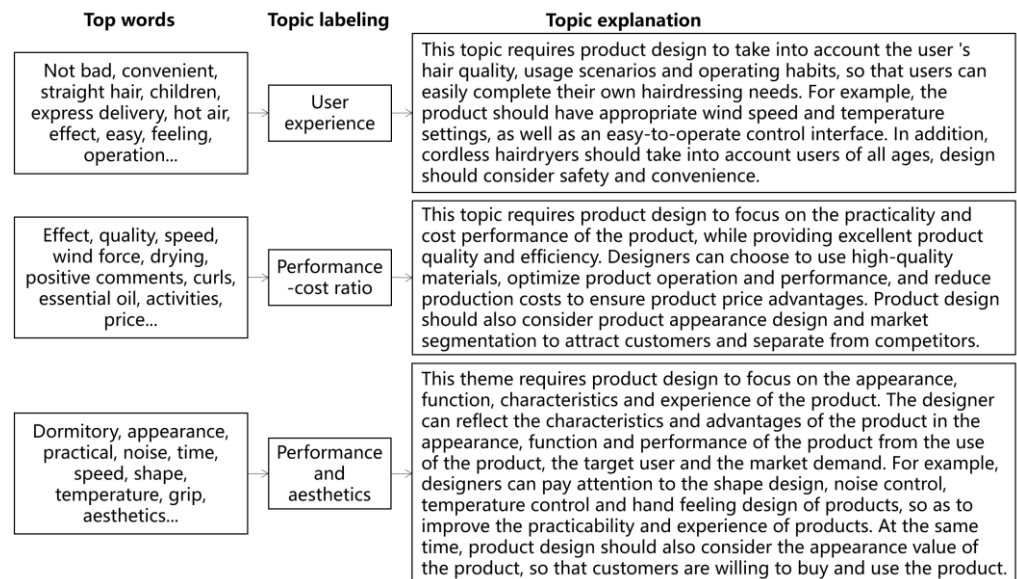 Top words
Topic labeling
Topic explanation
Not bad, convenient,
straight hair, children,
express delivery, hot air,
effect, easy, feeling,
operation...
User
experience
This topic requires product design to take into account the user 's
hair quality, usage scenarios and operating habits, so that users can
easily complete their own hairdressing needs. For example, the
product should have appropriate wind speed and temperature
settings, as well as an easy-to-operate control interface. In addition,
cordless hairdryers should take into account users of all ages, design
should consider safety and convenience.
Effect, quality, speed,
wind force, drying,
positive comments, curls,
essential oil, activities,
price...
Performance
-cost ratio
This topic requires product design to focus on the practicality and
cost performance of the product, while providing excellent product
quality and efficiency. Designers can choose to use high-quality
materials, optimize product operation and performance, and reduce
production costs to ensure product price advantages. Product design
should also consider product appearance design and market
segmentation to attract customers and separate from competitors.
Dormitory, appearance,
practical, noise, time,
speed, shape,
temperature, grip,
aesthetics...
Performance
and
aesthetics
This theme requires product design to focus on the appearance,
function, characteristics and experience of the product. The designer
can reflect the characteristics and advantages of the product in the
appearance, function and performance of the product from the use
of the product, the target user and the market demand. For example,
designers can pay attention to the shape design, noise control,
temperature control and hand feeling design of products, so as to
improve the practicability and experience of products. At the same
time, product design should also consider the appearance value of
the product, so that customers are willing to buy and use the product.